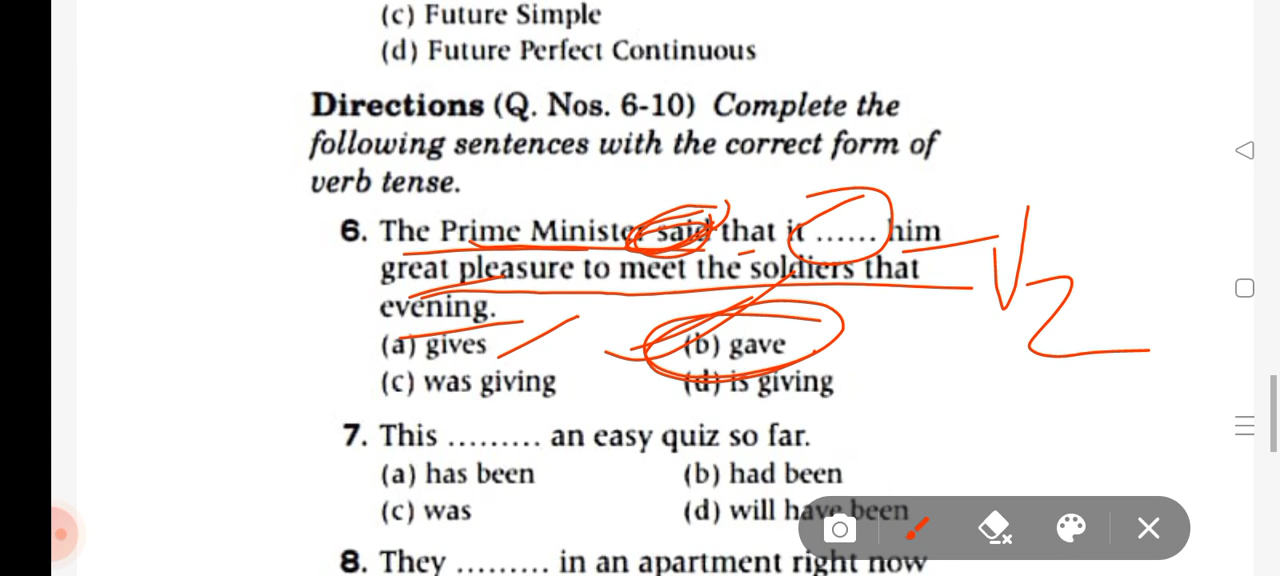 (c) Future Simple
(d) Future Perfect Continuous
Directions (Q. Nos. 6-10) Complete the
following sentences with the correct form of
verb tense.
6. The Prime Minister said that it ...... him
great pleasure to meet the soldiers that
evening.
(a) gives (b) gave
(c) was giving (d) is giving
7. This ......... an easy quiz so far.
(a) has been (b) had been
(c) was (d) will have been
8. They ......... in an apartment right now
V2